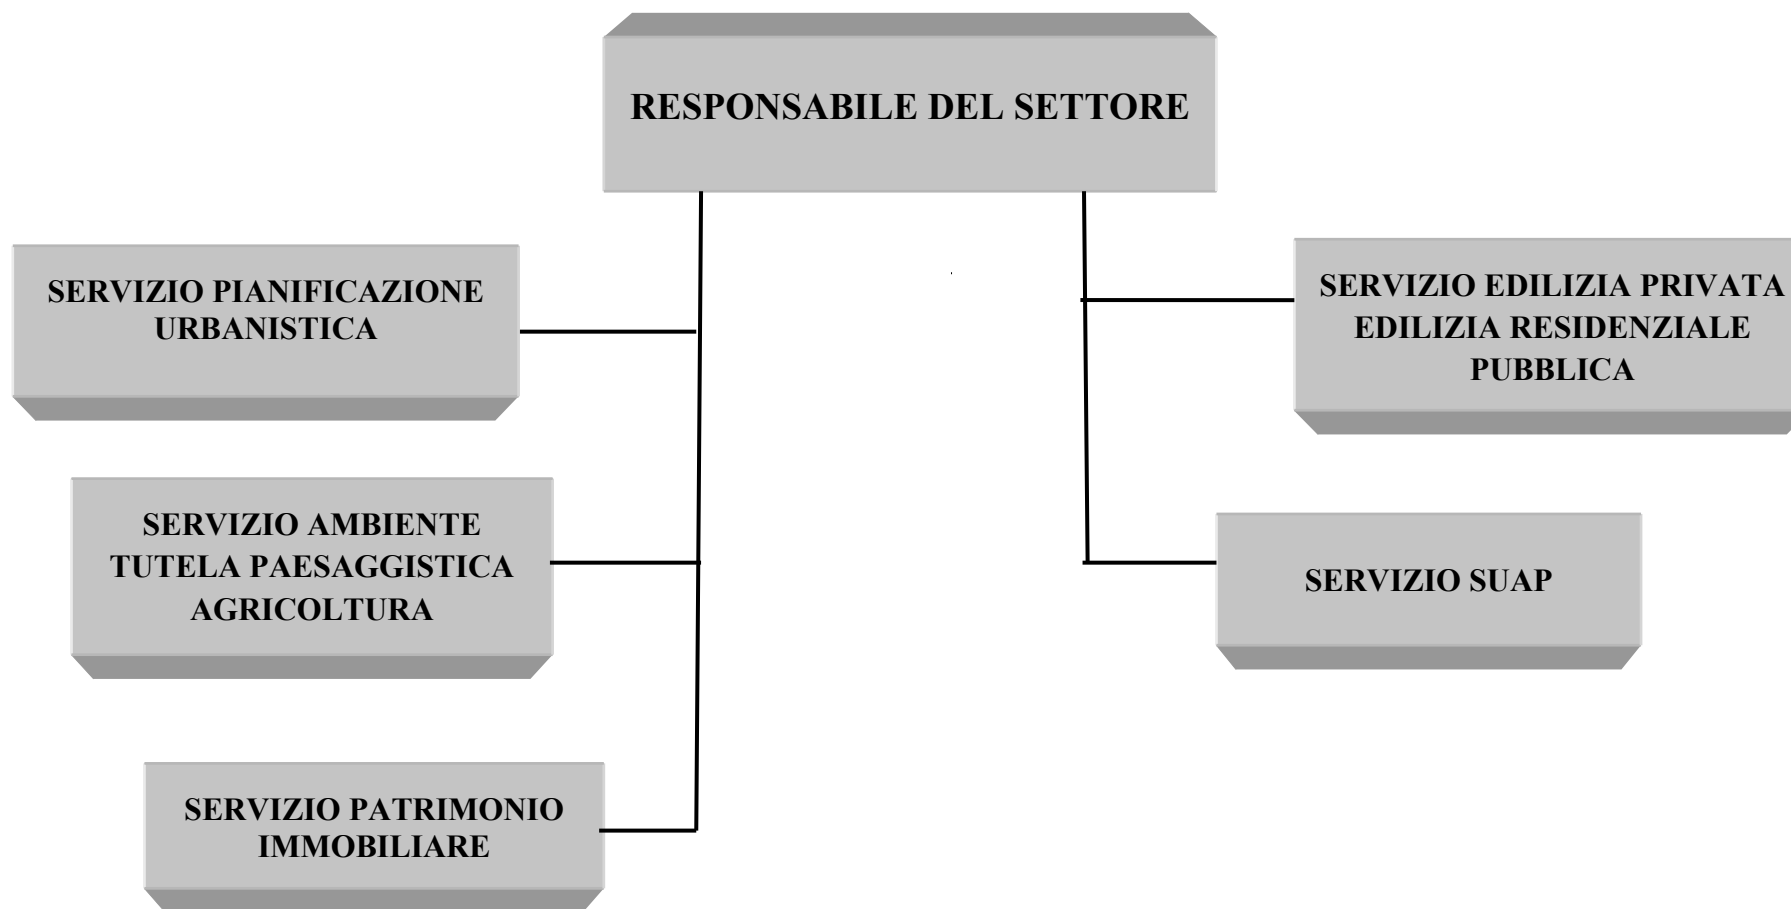 RESPONSABILE DEL SETTORE
SERVIZIO PIANIFICAZIONE
URBANISTICA
SERVIZIO EDILIZIA PRIVATA
EDILIZIA RESIDENZIALE
PUBBLICA
SERVIZIO AMBIENTE
TUTELA PAESAGGISTICA
AGRICOLTURA
SERVIZIO SUAP
SERVIZIO PATRIMONIO
IMMOBILIARE